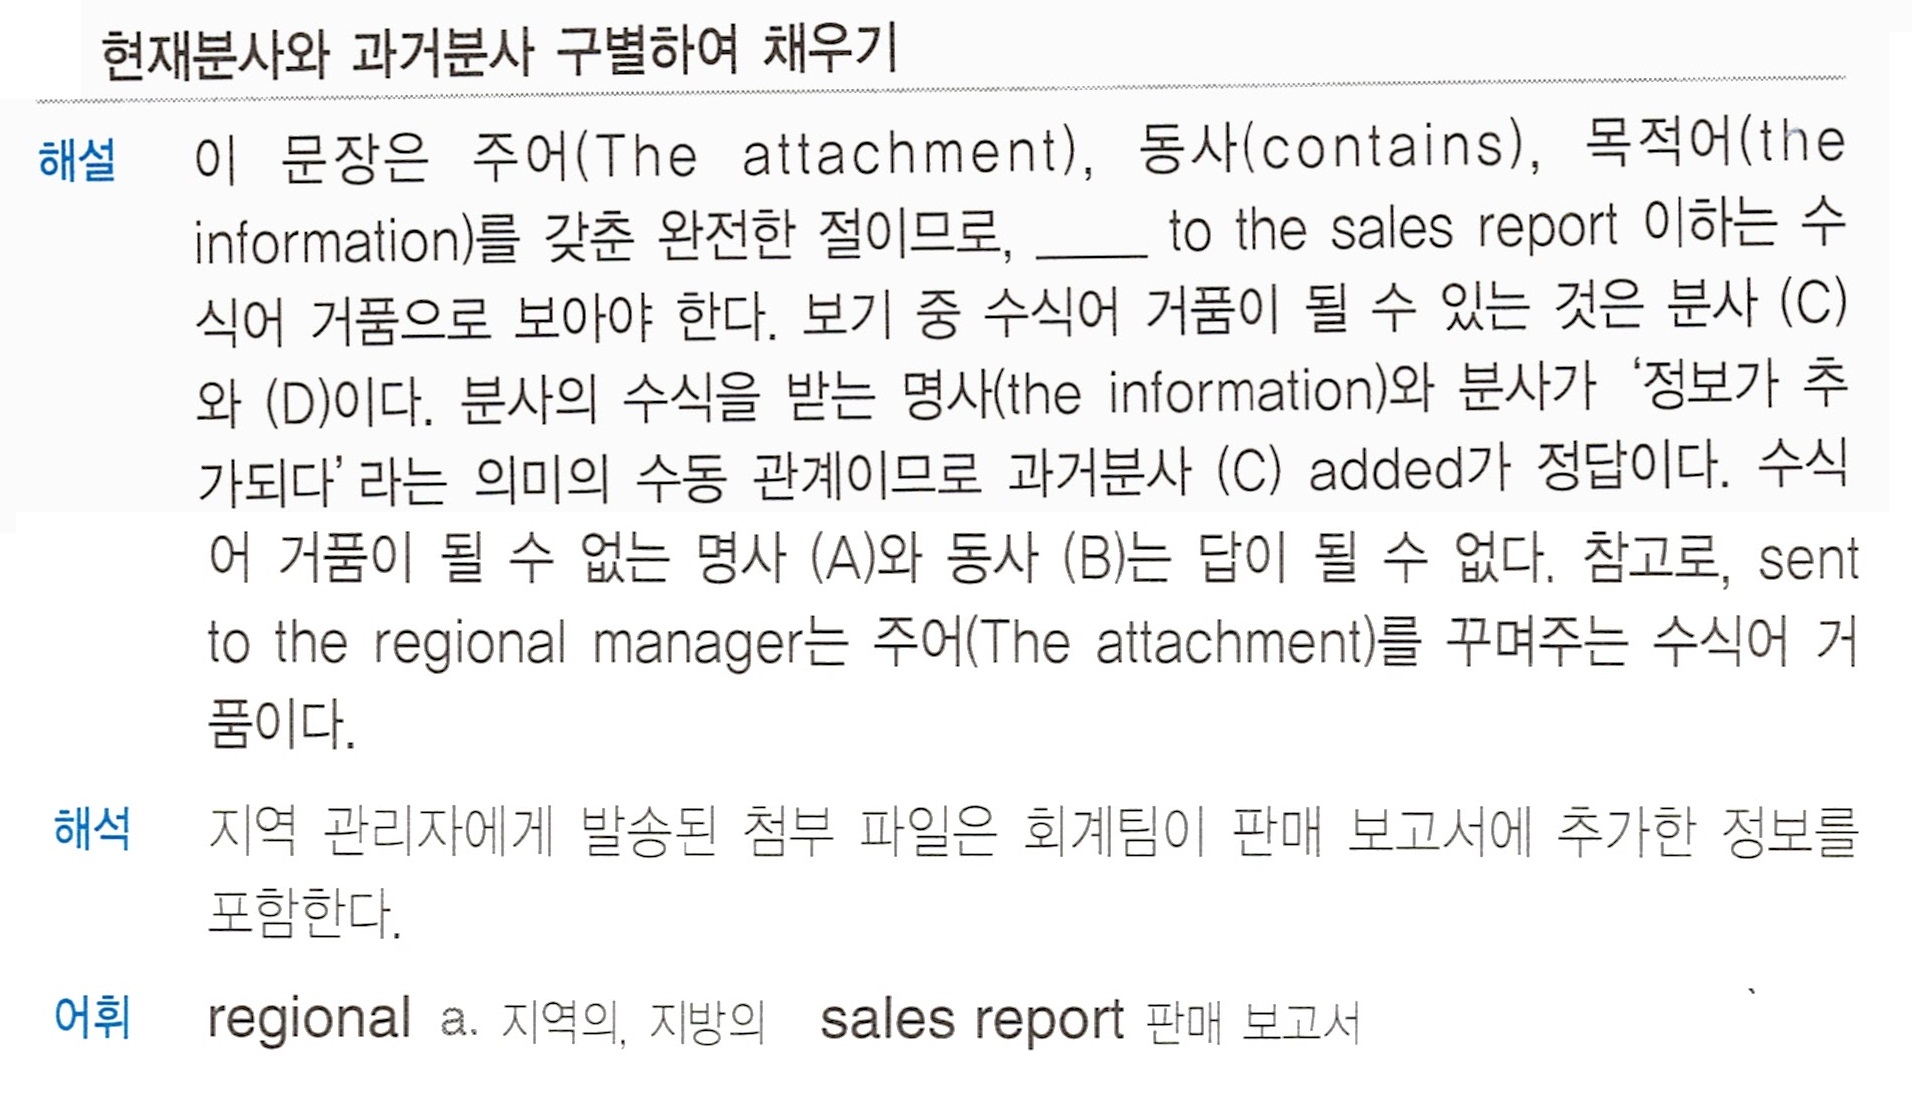 현재분사와 과거분사 구별하여 채우기
해설 이 문장은 주어(The attachment), 동사(contains), 목적어(the
information)를 갖춘 완전한 절이므로, ____ to the sales report 이하는 수
식어 거품으로 보아야 한다. 보기 중 수식어 거품이 될 수 있는 것은 분사 (C)
와 (D)이다. 분사의 수식을 받는 명사(the information)와 분사가 ‘정보가 추
가되다’ 라는 의미의 수동 관계이므로 과거분사 (C) added가 정답이다. 수식
어 거품이 될 수 없는 명사 (A)와 동사 (B)는 답이 될 수 없다. 참고로, sent
to the regional manager는 주어(The attachment)를 꾸며주는 수식어 거
품이다.
해석 지역 관리자에게 발송된 첨부 파일은 회계팀이 판매 보고서에 추가한 정보를
포함한다.
어휘 regional a. 지역의, 지방의 sales report 판매 보고서